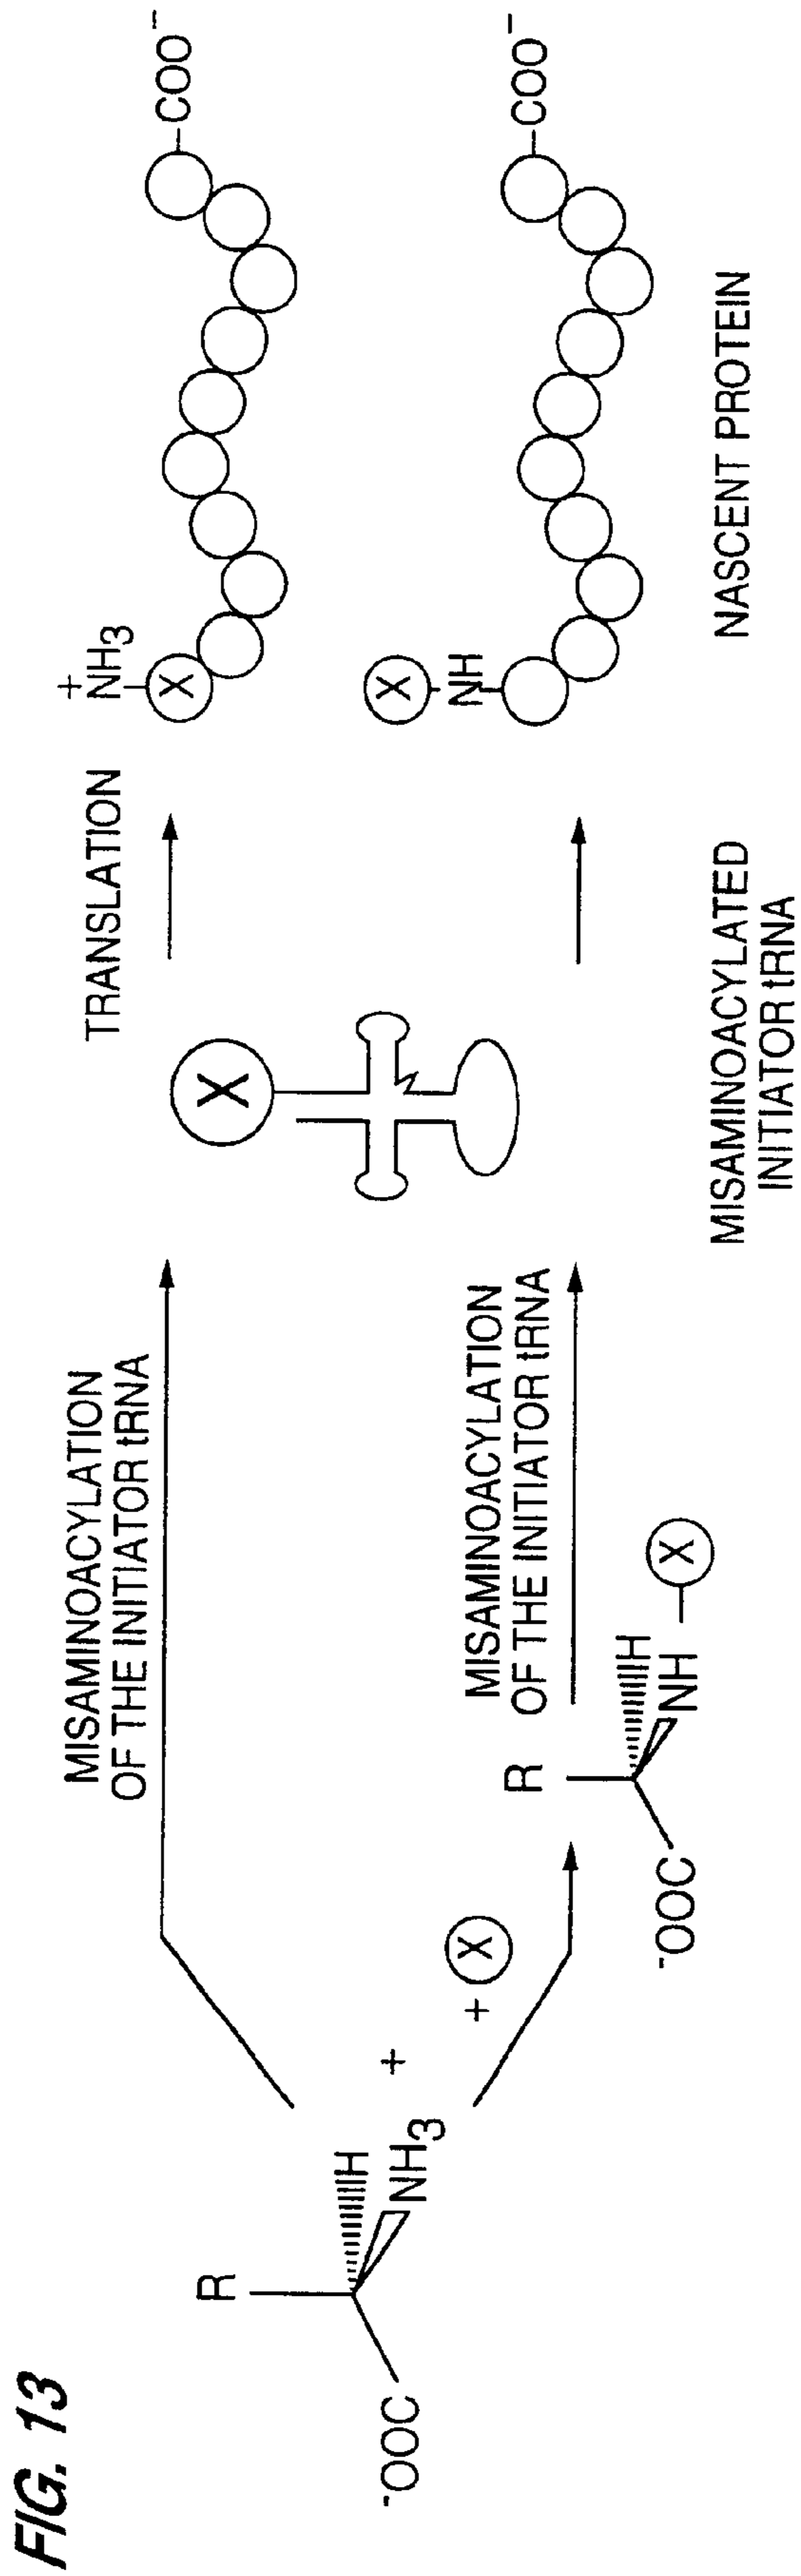 FIG. 13
R
H
NH3
+
-OOC
+ X
MISAMINOACYLATION
OF THE INITIATOR tRNA
R
H
NH
X
-OOC
MISAMINOACYLATION
OF THE INITIATOR tRNA
X
MISAMINOACYLATED
INITIATOR tRNA
TRANSLATION
+
NH3
X
COO-
X
NH
COO-
NASCENT PROTEIN